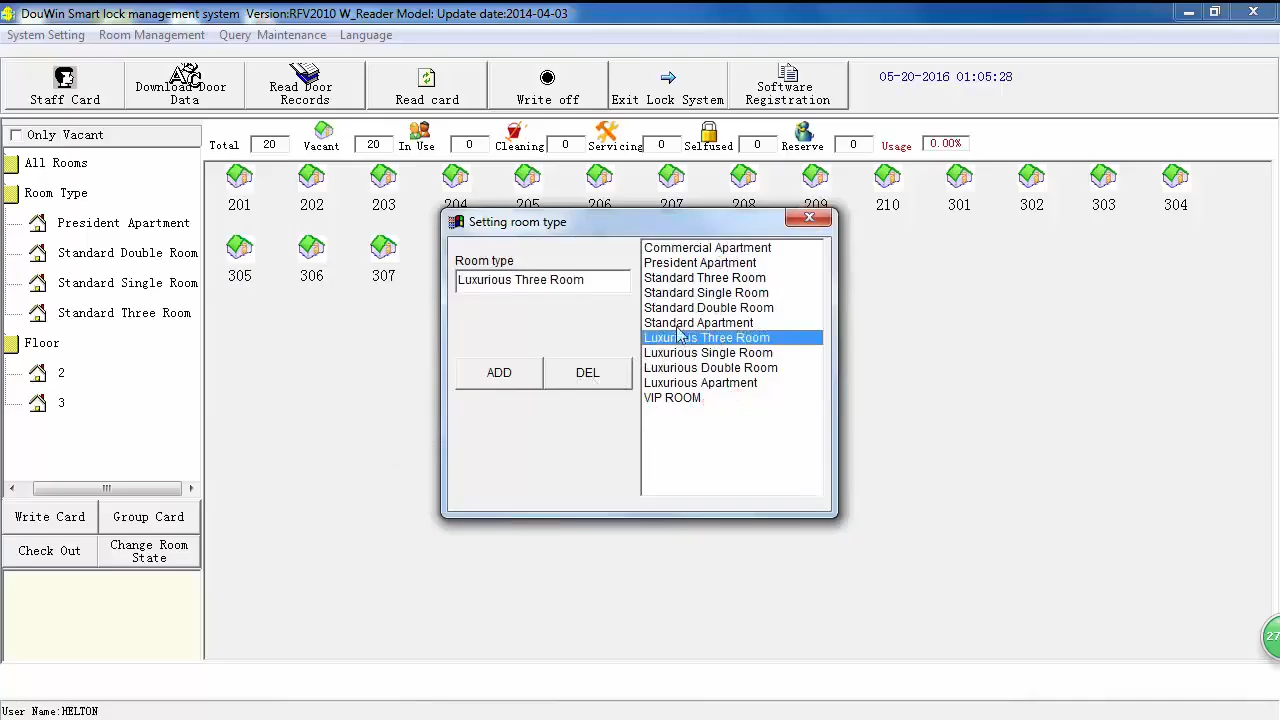 DouWin Smart lock management system Version:RFV2010 W_Reader Model: Update date:2014-04-03
System Setting Room Management Query Maintenance Language
Staff Card
Download Door Data
Read Door Records
Read card
Write off
Exit Lock System
Software Registration
05-20-2016 01:05:28
Only Vacant
Total 20 Vacant 20 In Use 0 Cleaning 0 Servicing 0 Selfused 0 Reserve 0 Usage 0.00%
All Rooms
Room Type
President Apartment
Standard Double Room
Standard Single Room
Standard Three Room
Floor
2
3
201 202 203 204 205 206 207 208 209 210 301 302 303 304
305 306 307
Setting room type
Room type
Luxurious Three Room
ADD DEL
Commercial Apartment
President Apartment
Standard Three Room
Standard Single Room
Standard Double Room
Standard Apartment
Luxurious Three Room
Luxurious Single Room
Luxurious Double Room
Luxurious Apartment
VIP ROOM
Write Card Group Card
Check Out Change Room State
27
User Name:HELTON